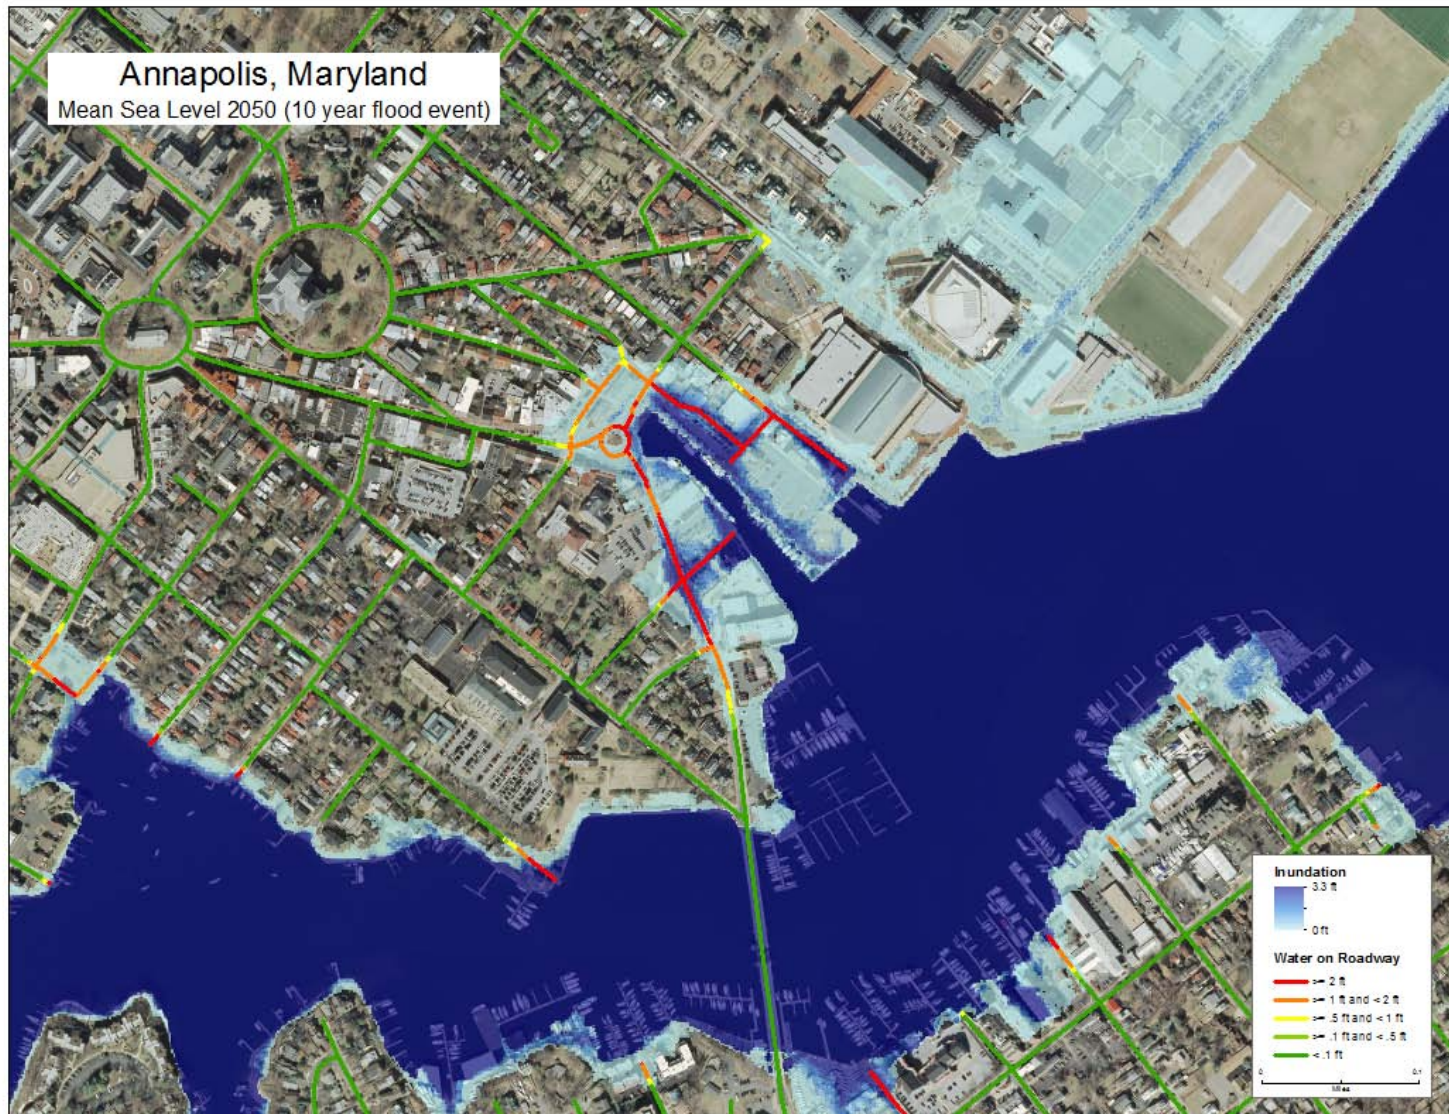 Annapolis, Maryland
Mean Sea Level 2050 (10 year flood event)
Inundation
3.3 ft
0 ft
Water on Roadway
>= 2 ft
>= 1 ft and < 2 ft
>= .5 ft and < 1 ft
>= .1 ft and < .5 ft
< .1 ft
0 0.1
Miles